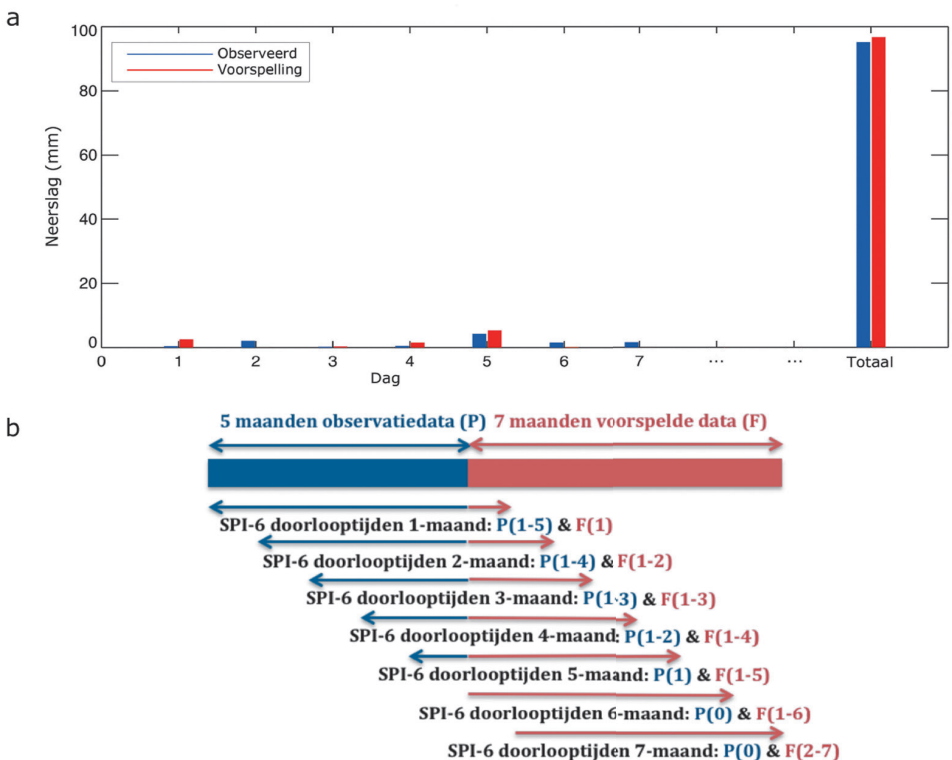 a
100
80
60
40
20
0
Neerslag (mm)
Observeerd
Voorspelling
0 1 2 3 4 5 6 7 ... ... Totaal
Dag
b
5 maanden observatiedata (P) 7 maanden voorspelde data (F)
SPI-6 doorlooptijden 1-maand: P(1-5) & F(1)
SPI-6 doorlooptijden 2-maand: P(1-4) & F(1-2)
SPI-6 doorlooptijden 3-maand: P(1-3) & F(1-3)
SPI-6 doorlooptijden 4-maand: P(1-2) & F(1-4)
SPI-6 doorlooptijden 5-maand: P(1) & F(1-5)
SPI-6 doorlooptijden 6-maand: P(0) & F(1-6)
SPI-6 doorlooptijden 7-maand: P(0) & F(2-7)